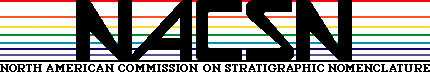 NACSN
NORTH AMERICAN COMMISSION ON STRATIGRAPHIC NOMENCLATURE